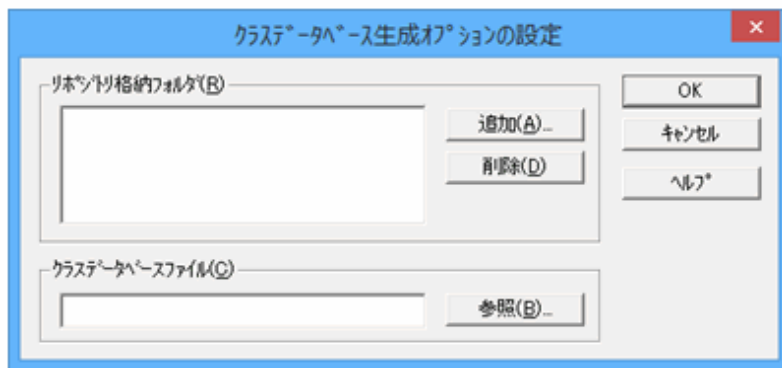 クラスデータベース生成オプションの設定
リポジトリ格納フォルダ(R)
追加(A)...
削除(D)
OK
キャンセル
ヘルプ
クラスデータベースファイル(C)
参照(B)...